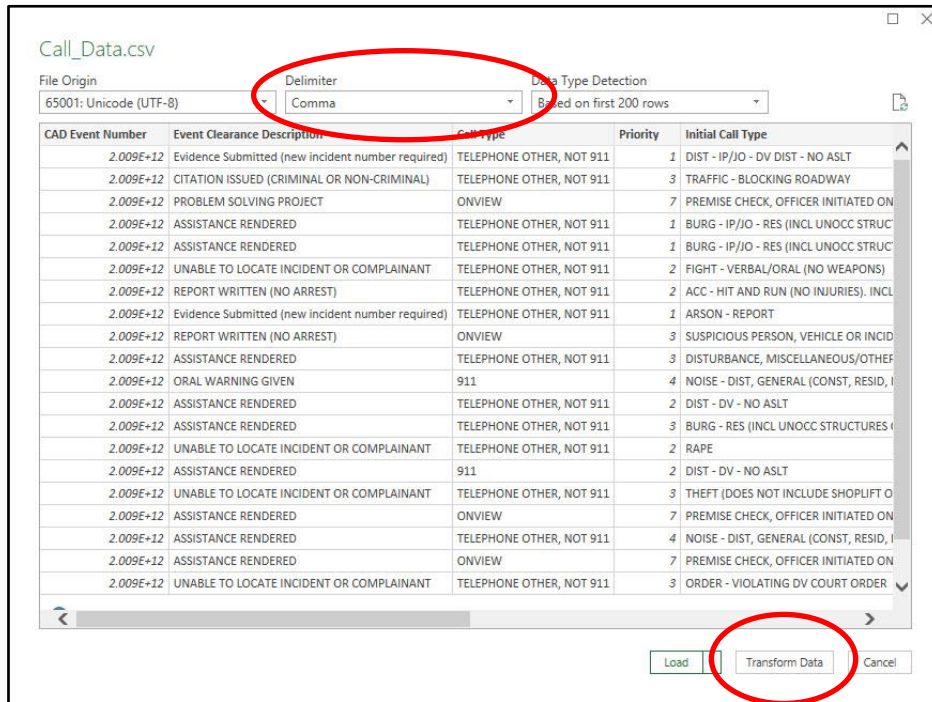 Call_Data.csv
File Origin Delimiter Data Type Detection
65001: Unicode (UTF-8) Comma Based on first 200 rows
CAD Event Number Event Clearance Description Call Type Priority Initial Call Type
2.009E+12 Evidence Submitted (new incident number required) TELEPHONE OTHER, NOT 911 1 DIST - IP/JO - DV DIST - NO ASLT
2.009E+12 CITATION ISSUED (CRIMINAL OR NON-CRIMINAL) TELEPHONE OTHER, NOT 911 3 TRAFFIC - BLOCKING ROADWAY
2.009E+12 PROBLEM SOLVING PROJECT ONVIEW 7 PREMISE CHECK, OFFICER INITIATED ON
2.009E+12 ASSISTANCE RENDERED TELEPHONE OTHER, NOT 911 1 BURG - IP/JO - RES (INCL UNOCC STRUC
2.009E+12 ASSISTANCE RENDERED TELEPHONE OTHER, NOT 911 1 BURG - IP/JO - RES (INCL UNOCC STRUC
2.009E+12 UNABLE TO LOCATE INCIDENT OR COMPLAINANT TELEPHONE OTHER, NOT 911 2 FIGHT - VERBAL/ORAL (NO WEAPONS)
2.009E+12 REPORT WRITTEN (NO ARREST) TELEPHONE OTHER, NOT 911 2 ACC - HIT AND RUN (NO INJURIES). INCL
2.009E+12 Evidence Submitted (new incident number required) TELEPHONE OTHER, NOT 911 1 ARSON - REPORT
2.009E+12 REPORT WRITTEN (NO ARREST) ONVIEW 3 SUSPICIOUS PERSON, VEHICLE OR INCID
2.009E+12 ASSISTANCE RENDERED TELEPHONE OTHER, NOT 911 3 DISTURBANCE, MISCELLANEOUS/OTHER
2.009E+12 ORAL WARNING GIVEN 911 4 NOISE - DIST, GENERAL (CONST, RESID,
2.009E+12 ASSISTANCE RENDERED TELEPHONE OTHER, NOT 911 2 DIST - DV - NO ASLT
2.009E+12 ASSISTANCE RENDERED TELEPHONE OTHER, NOT 911 3 BURG - RES (INCL UNOCC STRUCTURES
2.009E+12 UNABLE TO LOCATE INCIDENT OR COMPLAINANT TELEPHONE OTHER, NOT 911 2 RAPE
2.009E+12 ASSISTANCE RENDERED 911 2 DIST - DV - NO ASLT
2.009E+12 UNABLE TO LOCATE INCIDENT OR COMPLAINANT TELEPHONE OTHER, NOT 911 3 THEFT (DOES NOT INCLUDE SHOPLIFT O
2.009E+12 ASSISTANCE RENDERED ONVIEW 7 PREMISE CHECK, OFFICER INITIATED ON
2.009E+12 ASSISTANCE RENDERED TELEPHONE OTHER, NOT 911 4 NOISE - DIST, GENERAL (CONST, RESID,
2.009E+12 ASSISTANCE RENDERED ONVIEW 7 PREMISE CHECK, OFFICER INITIATED ON
2.009E+12 UNABLE TO LOCATE INCIDENT OR COMPLAINANT TELEPHONE OTHER, NOT 911 3 ORDER - VIOLATING DV COURT ORDER
Load Transform Data Cancel